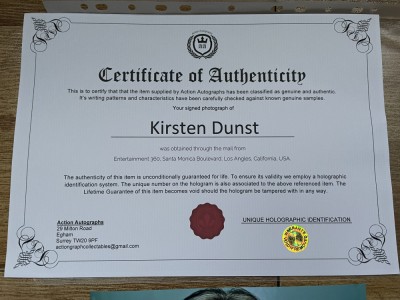 Certificate of Authenticity
This is to certify that that the item supplied by Action Autographs has been classified as genuine and authentic.
It's writing patterns and characteristics have been carefully checked against known genuine samples.
Your signed photograph of
Kirsten Dunst
was obtained through the mail from
Entertainment 360, Santa Monica Boulevard, Los Angles, California, USA
The authenticity of this item is unconditionally guaranteed for life. To ensure its validity we employ a holographic
identification system. The unique number on the hologram is also associated to the above referenced item. The
Lifetime Guarantee of this item becomes void should the hologram be tampered with in any way.
Action Autographs
29 Milton Road
Egham
Surrey TW20 9PF
actiongraphcollectables@gmail.com
UNIQUE HOLOGRAPHIC IDENTIFICATION